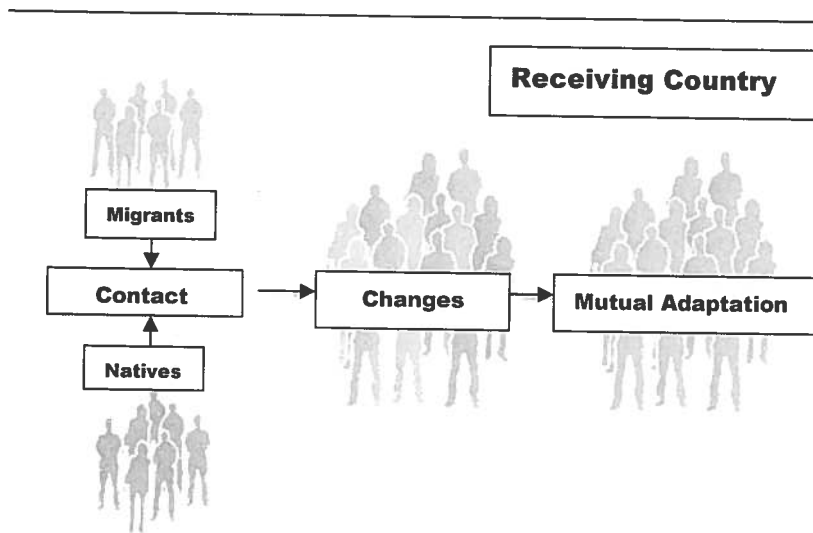 Receiving Country
Migrants
Contact
Changes
Mutual Adaptation
Natives